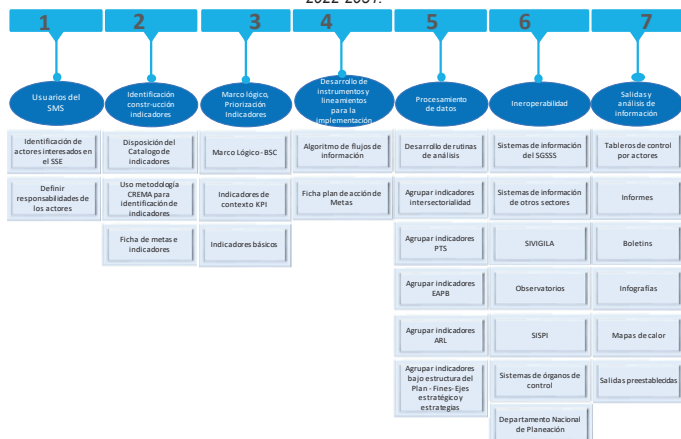 2022-2031.
1 2 3 4 5 6 7
Usuarios del
SMS
Identificación
construcción
indicadores
Marco lógico,
Priorización
Indicadores
Desarrollo de
instrumentos y
lineamientos
para la
implementación
Procesamiento
de datos
Ineroperabilidad
Salidas y
análisis de
información
Identificación de
actores interesados en
el SSE
Definir
responsabilidades de
los actores
Disposición del
Catalogo de
indicadores
Uso metodología
CREMA para
identificación de
indicadores
Ficha de metas e
indicadores
Marco Lógico - BSC
Indicadores de
contexto KPI
Indicadores básicos
Algoritmo de flujos de
información
Ficha plan de acción de
Metas
Desarrollo de rutinas
de análisis
Agrupar indicadores
intersectorialidad
Agrupar indicadores
PTS
Agrupar indicadores
EAPB
Agrupar indicadores
ARL
Agrupar indicadores
bajo estructura del
Plan - Fines- Ejes
estratégico y
estrategias
Sistemas de información
del SGSSS
Sistemas de información
de otros sectores
SIVIGILA
Observatorios
SISPI
Sistemas de órganos de
control
Departamento Nacional
de Planeación
Tableros de control
por actores
Informes
Boletins
Infografías
Mapas de calor
Salidas preestablecidas